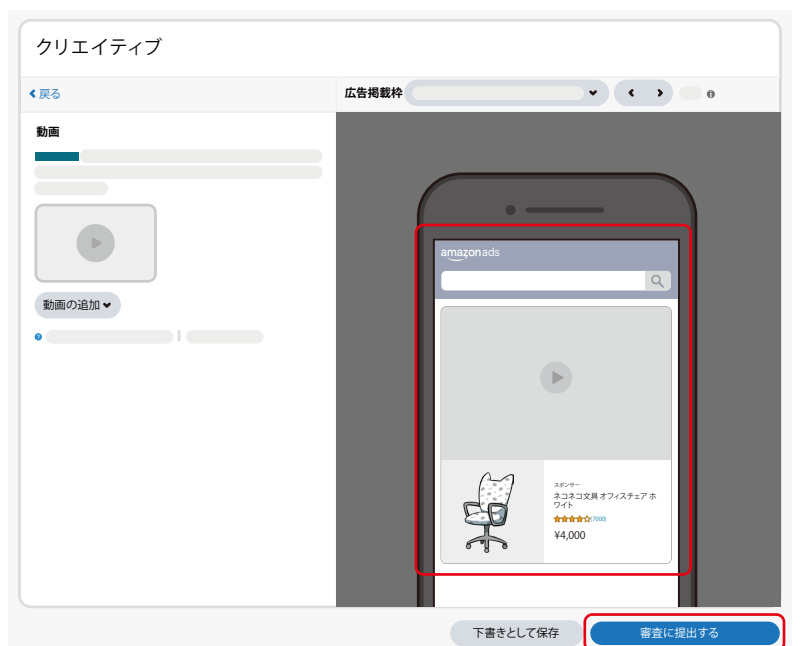 クリエイティブ
戻る
広告掲載枠
動画
動画の追加
amazonads
スポンサー
ネコネコ文具 オフィスチェア ホ
ワイト
(7000)
¥4,000
下書きとして保存
審査に提出する